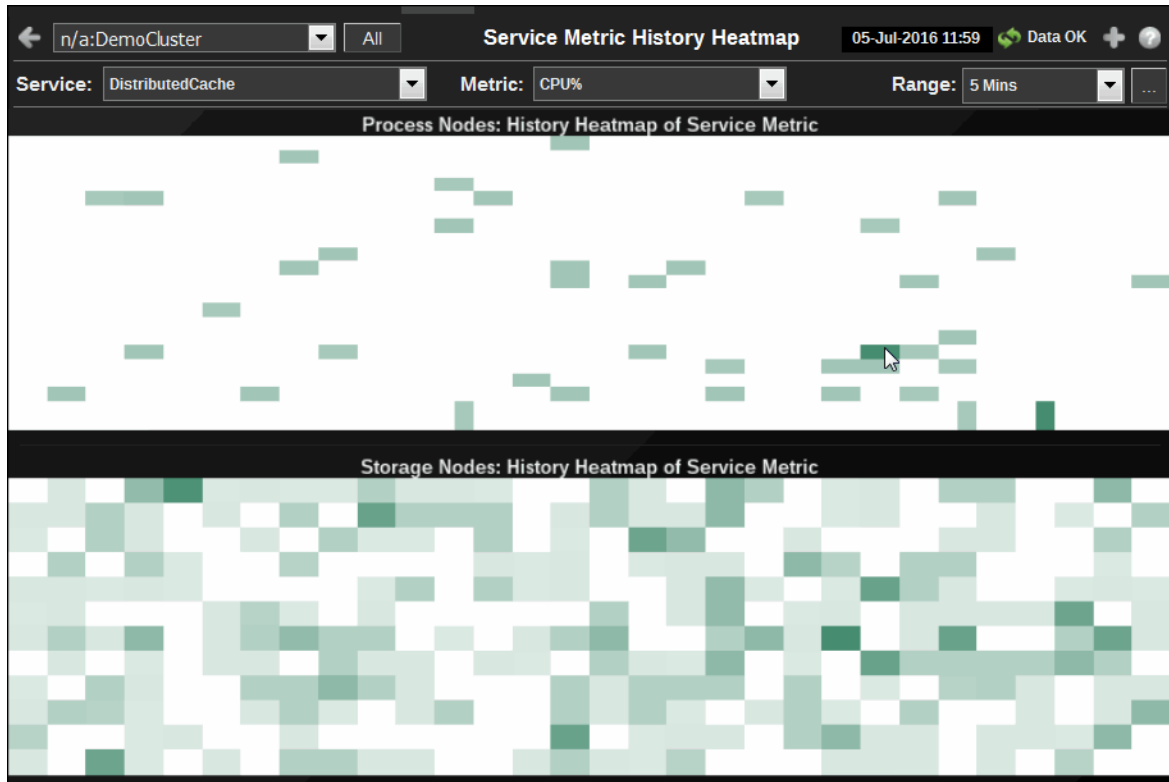 n/a:DemoCluster All Service Metric History Heatmap 05-Jul-2016 11:59 Data OK ?
Service: DistributedCache Metric: CPU% Range: 5 Mins ...
Process Nodes: History Heatmap of Service Metric
Storage Nodes: History Heatmap of Service Metric